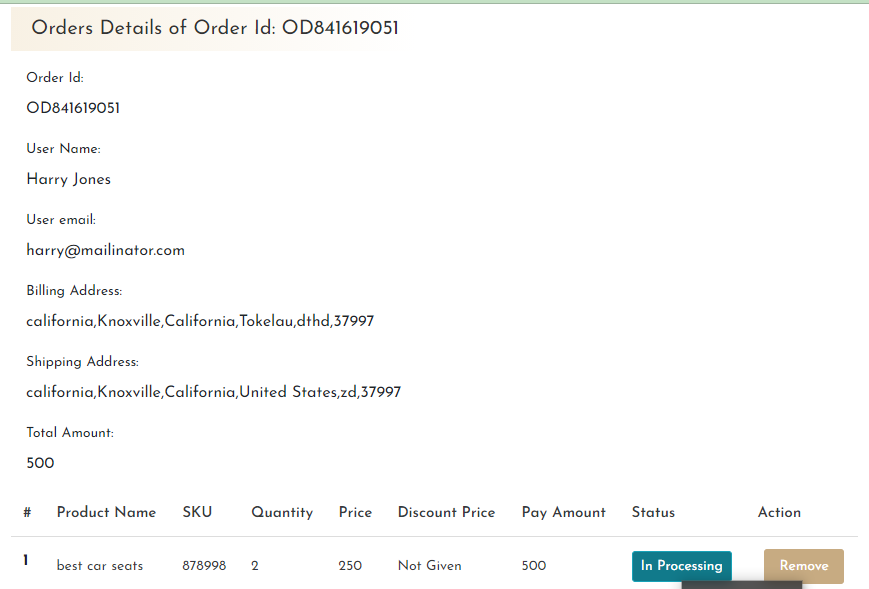 Orders Details of Order Id: OD841619051
Order Id:
OD841619051
User Name:
Harry Jones
User email:
harry@mailinator.com
Billing Address:
california,Knoxville,California,Tokelau,dthd,37997
Shipping Address:
california,Knoxville,California,United States,zd,37997
Total Amount:
500
# Product Name SKU Quantity Price Discount Price Pay Amount Status Action
1 best car seats 878998 2 250 Not Given 500 In Processing Remove